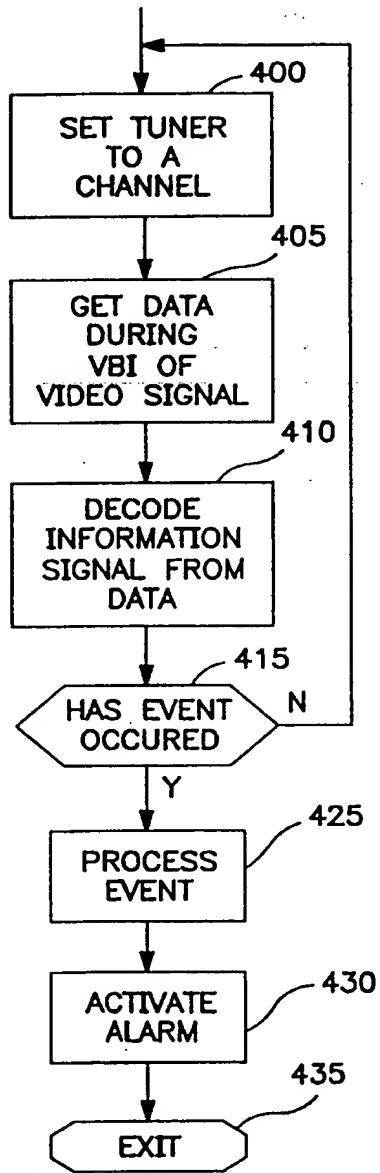 400
SET TUNER
TO A
CHANNEL
405
GET DATA
DURING
VBI OF
VIDEO SIGNAL
410
DECODE
INFORMATION
SIGNAL FROM
DATA
415
HAS EVENT
OCCURED
N
Y
425
PROCESS
EVENT
430
ACTIVATE
ALARM
435
EXIT